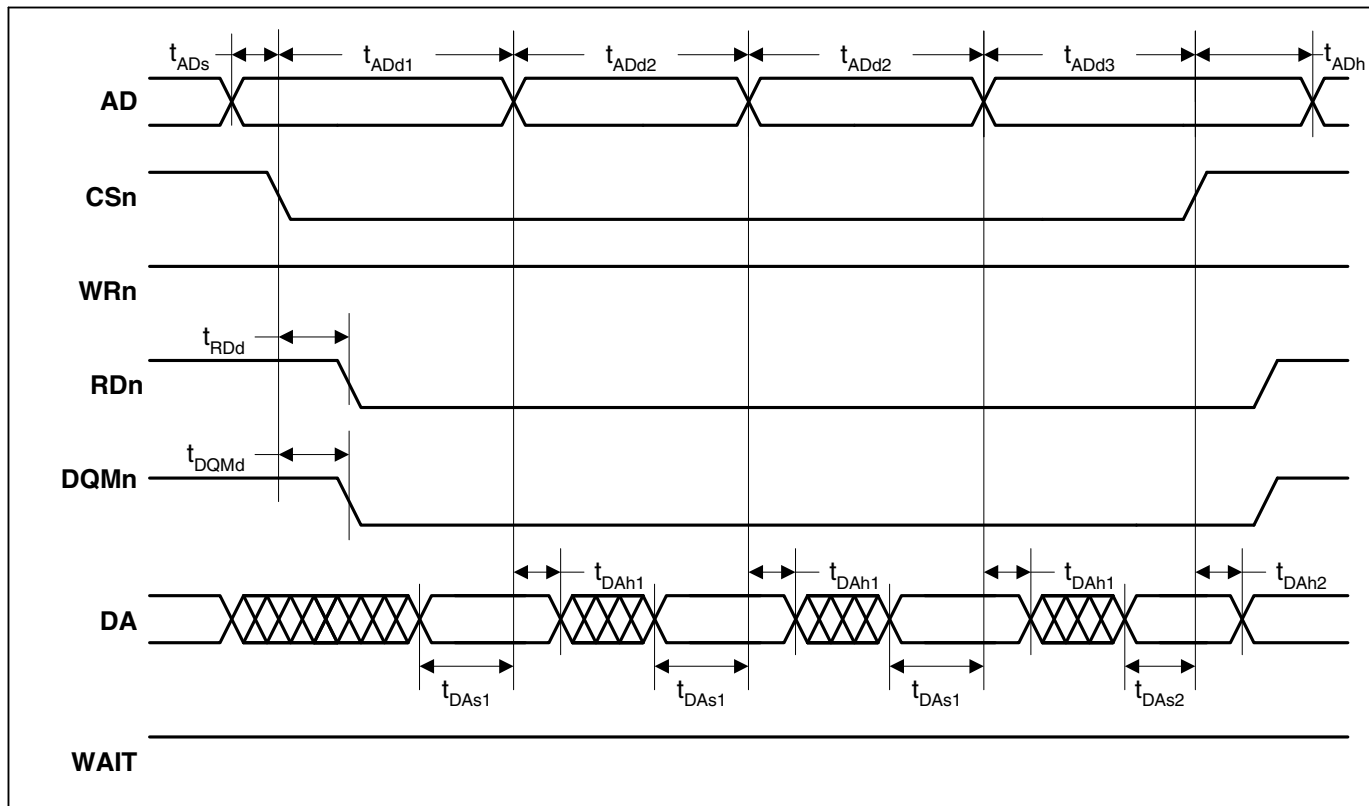 tADs tADd1 tADd2 tADd2 tADd3 tADh
AD
CSn
WRn
tRDd
RDn
tDQMd
DQMn
tDAh1 tDAh1 tDAh1 tDAh2
DA
tDAs1 tDAs1 tDAs1 tDAs2
WAIT